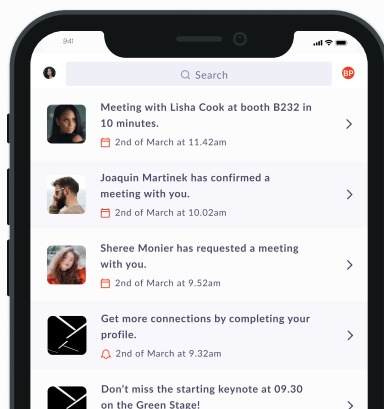 9:41
Search
BP
Meeting with Lisha Cook at booth B232 in
10 minutes.
2nd of March at 11.42am
Joaquin Martinek has confirmed a
meeting with you.
2nd of March at 10.02am
Sheree Monier has requested a meeting
with you.
2nd of March at 9.52am
Get more connections by completing your
profile.
2nd of March at 9.32am
Don't miss the starting keynote at 09.30
on the Green Stage!